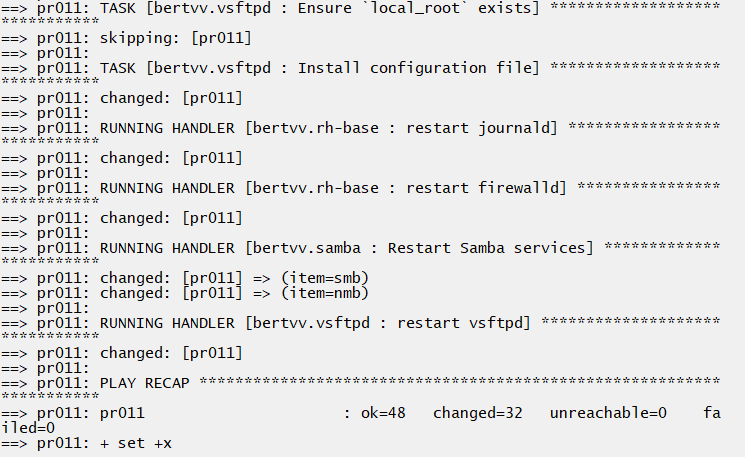 ==> pr011: TASK [bertvv.vsftpd : Ensure `local_root` exists] *******************
***********
==> pr011: skipping: [pr011]
==> pr011:
==> pr011: TASK [bertvv.vsftpd : Install configuration file] *******************
***********
==> pr011: changed: [pr011]
==> pr011:
==> pr011: RUNNING HANDLER [bertvv.rh-base : restart journald] *****************
***********
==> pr011: changed: [pr011]
==> pr011:
==> pr011: RUNNING HANDLER [bertvv.rh-base : restart firewalld] ****************
***********
==> pr011: changed: [pr011]
==> pr011:
==> pr011: RUNNING HANDLER [bertvv.samba : Restart Samba services] *************
***********
==> pr011: changed: [pr011] => (item=smb)
==> pr011: changed: [pr011] => (item=nmb)
==> pr011:
==> pr011: RUNNING HANDLER [bertvv.vsftpd : restart vsftpd] ********************
***********
==> pr011: changed: [pr011]
==> pr011:
==> pr011: PLAY RECAP **********************************************************
***********
==> pr011: pr011                      : ok=48   changed=32   unreachable=0    fa
iled=0
==> pr011: + set +x